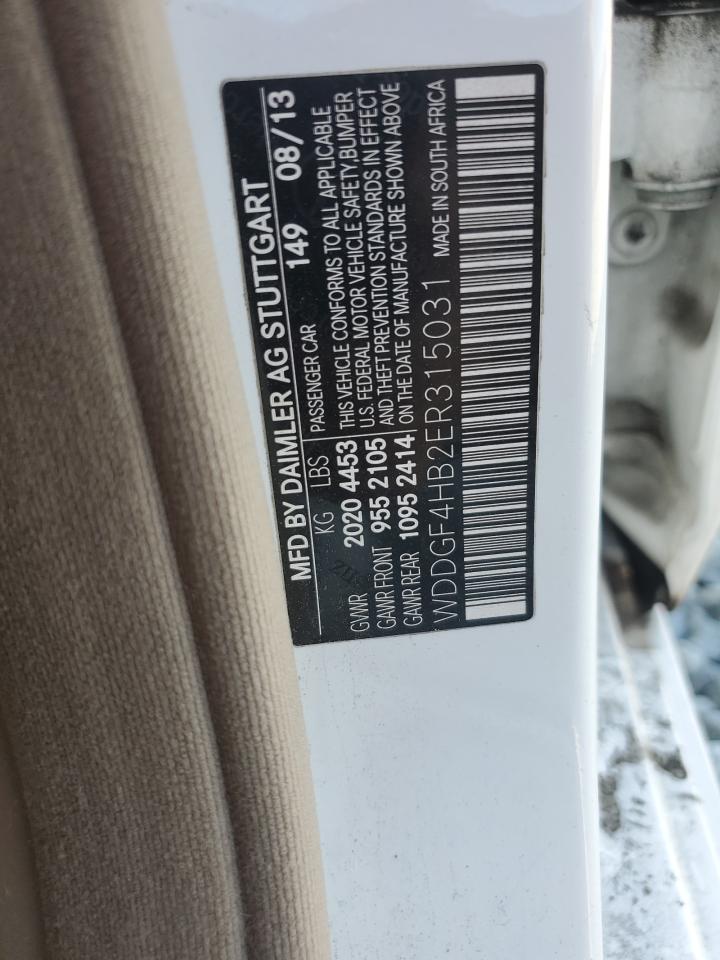 MFD BY DAIMLER AG STUTTGART
KG LBS 149 08/13
GVWR 2020 4453 PASSENGER CAR
GAWR FRONT 955 2105
GAWR REAR 1095 2414
THIS VEHICLE CONFORMS TO ALL APPLICABLE
U.S. FEDERAL MOTOR VEHICLE SAFETY,BUMPER
AND THEFT PREVENTION STANDARDS IN EFFECT
ON THE DATE OF MANUFACTURE SHOWN ABOVE
WDDGF4HB2ER315031 MADE IN SOUTH AFRICA